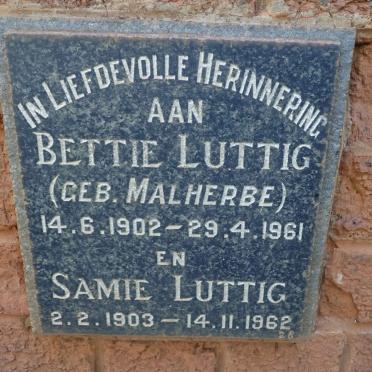 IN LIEFDEVOLLE HERINNERING
AAN
BETTIE LUTTIG
(GEB. MALHERBE)
14.6.1902 – 29.4.1961
EN
SAMIE LUTTIG
2.2.1903 – 14.11.1962